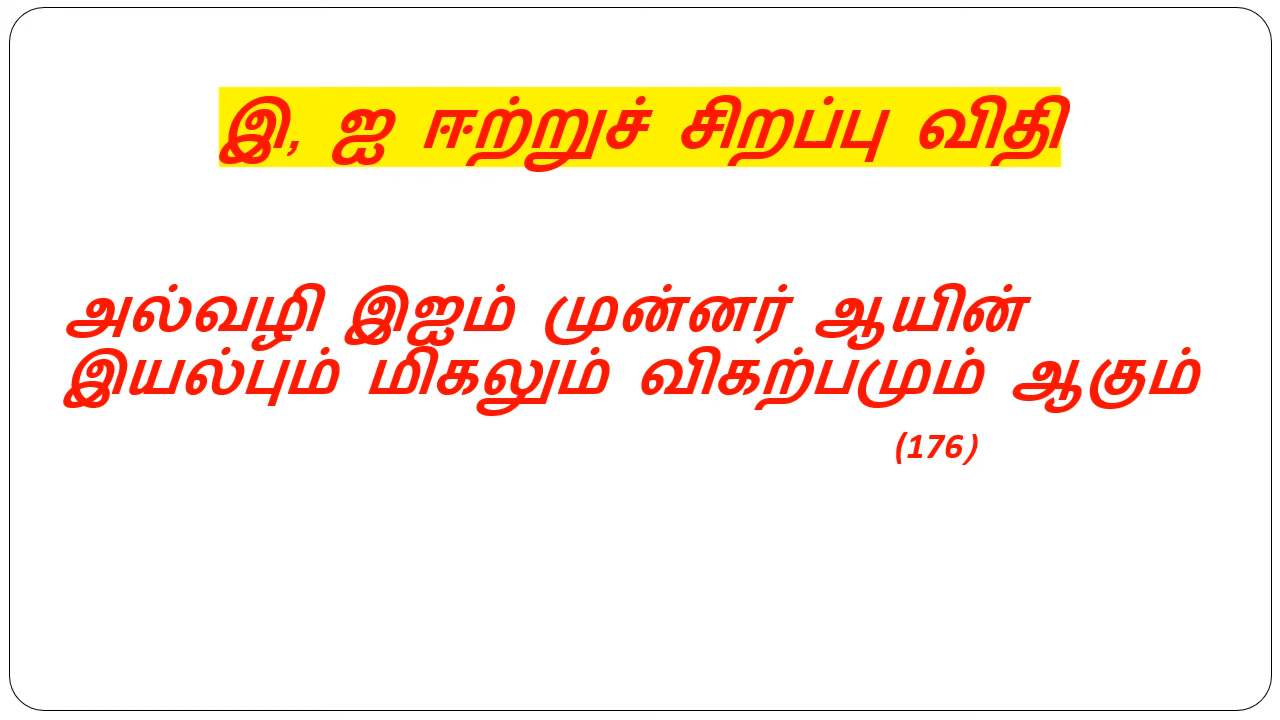 இ, ஐ ஈற்றுச் சிறப்பு விதி
அல்வழி இஐம் முன்னர் ஆயின்
இயல்பும் மிகலும் விகற்பமும் ஆகும்
(176)